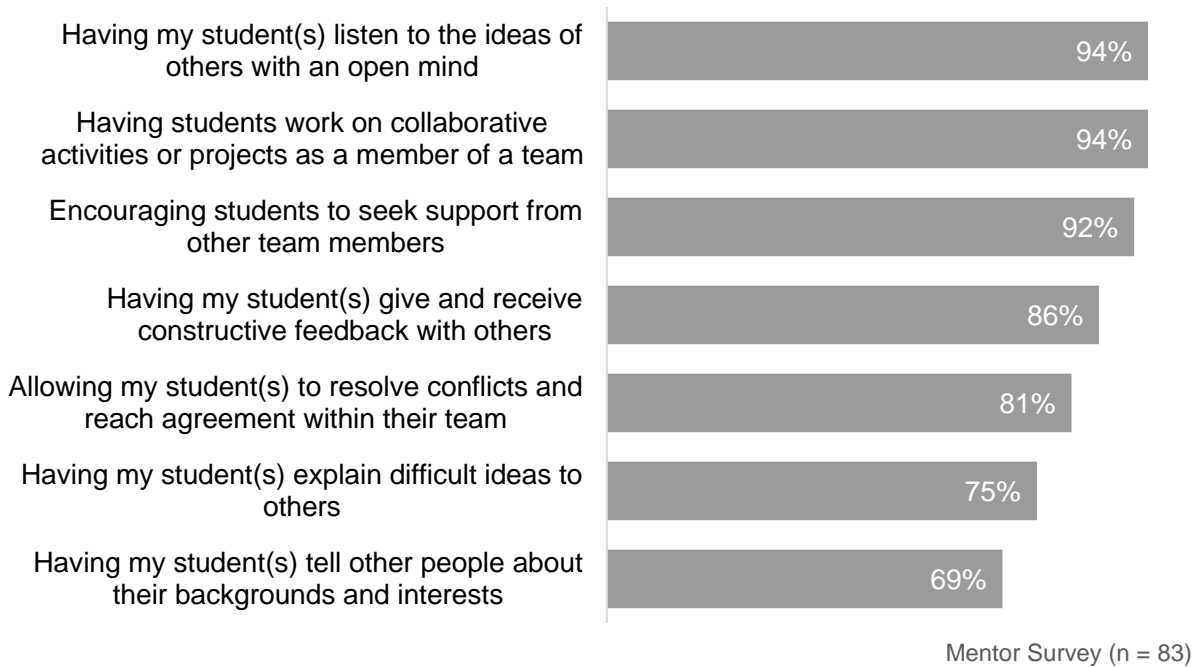 Having my student(s) listen to the ideas of
others with an open mind
94%
Having students work on collaborative
activities or projects as a member of a team
94%
Encouraging students to seek support from
other team members
92%
Having my student(s) give and receive
constructive feedback with others
86%
Allowing my student(s) to resolve conflicts and
reach agreement within their team
81%
Having my student(s) explain difficult ideas to
others
75%
Having my student(s) tell other people about
their backgrounds and interests
69%
Mentor Survey (n = 83)